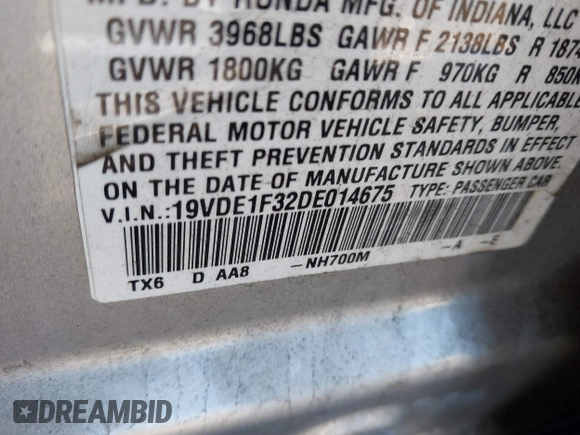 MFD. BY HONDA MFG. OF INDIANA, LLC
GVWR 3968LBS GAWR F 2138LBS R 1874
GVWR 1800KG GAWR F 970KG R 850K
THIS VEHICLE CONFORMS TO ALL APPLICABLE
FEDERAL MOTOR VEHICLE SAFETY, BUMPER,
AND THEFT PREVENTION STANDARDS IN EFFECT
ON THE DATE OF MANUFACTURE SHOWN ABOVE.
V.I.N.:19VDE1F32DE014675 TYPE: PASSENGER CAR
TX6 D AA8 -NH700M -A -E
DREAMBID